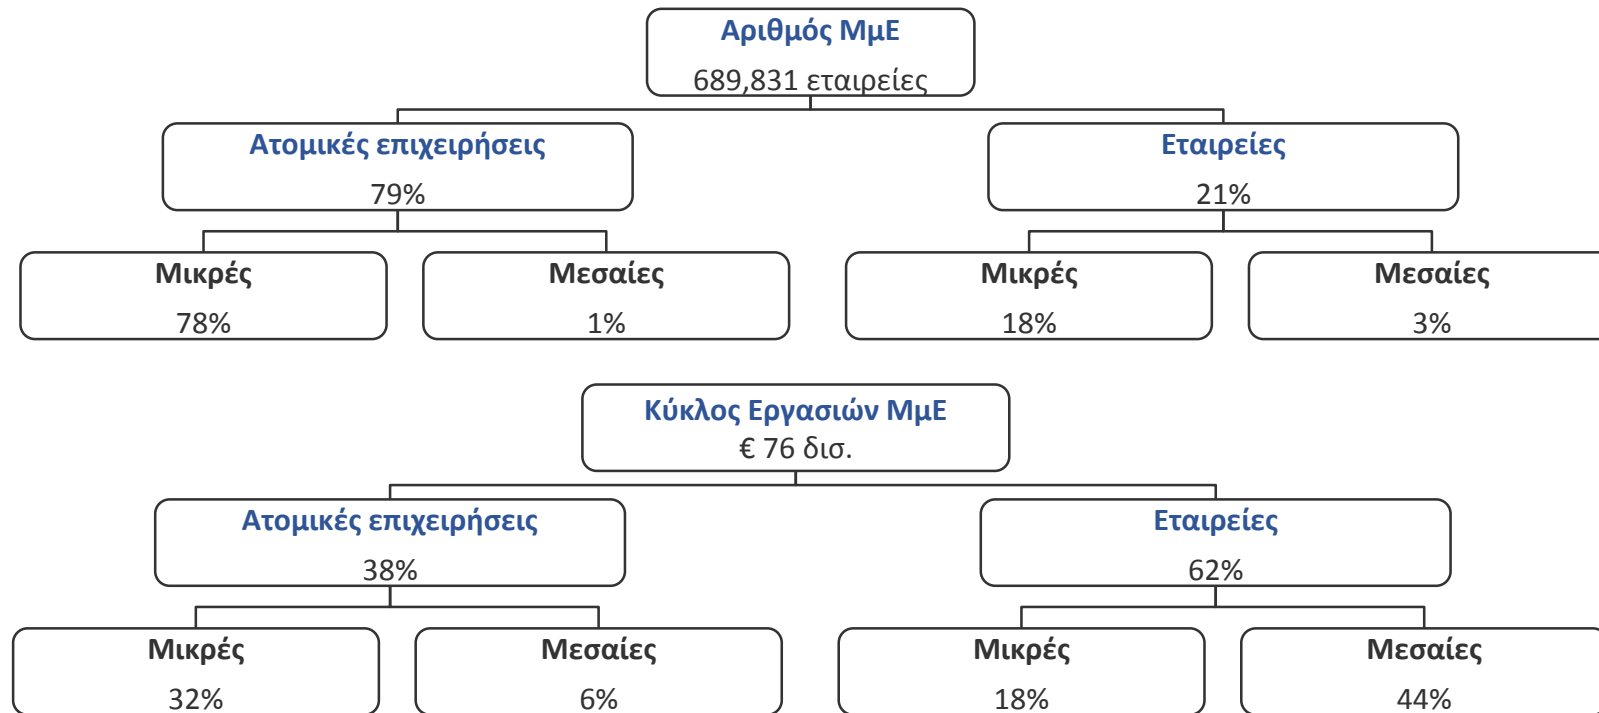 Αριθμός ΜμΕ
689,831 εταιρείες
Ατομικές επιχειρήσεις
79%
Εταιρείες
21%
Μικρές
78%
Μεσαίες
1%
Μικρές
18%
Μεσαίες
3%
Κύκλος Εργασιών ΜμΕ
€ 76 δισ.
Ατομικές επιχειρήσεις
38%
Εταιρείες
62%
Μικρές
32%
Μεσαίες
6%
Μικρές
18%
Μεσαίες
44%